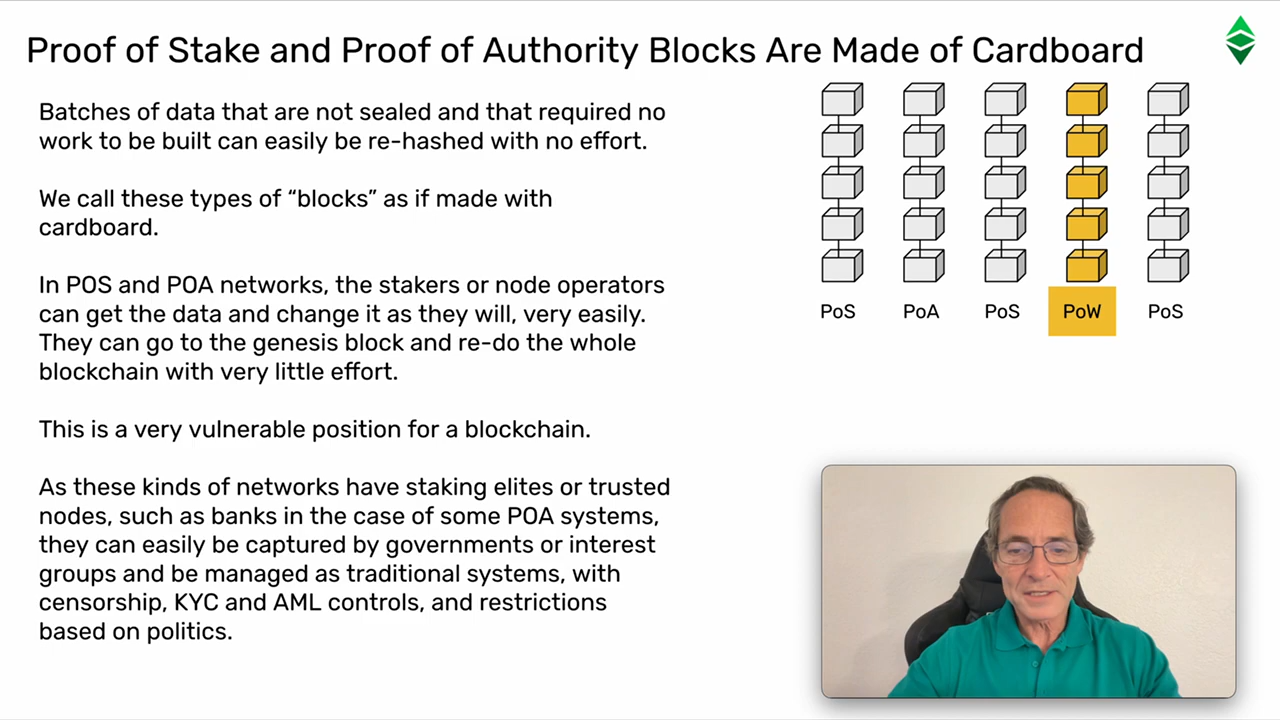 Proof of Stake and Proof of Authority Blocks Are Made of Cardboard
Batches of data that are not sealed and that required no
work to be built can easily be re-hashed with no effort.
We call these types of “blocks” as if made with
cardboard.
In POS and POA networks, the stakers or node operators
can get the data and change it as they will, very easily.
They can go to the genesis block and re-do the whole
blockchain with very little effort.
This is a very vulnerable position for a blockchain.
As these kinds of networks have staking elites or trusted
nodes, such as banks in the case of some POA systems,
they can easily be captured by governments or interest
groups and be managed as traditional systems, with
censorship, KYC and AML controls, and restrictions
based on politics.
PoS PoA PoS PoW PoS